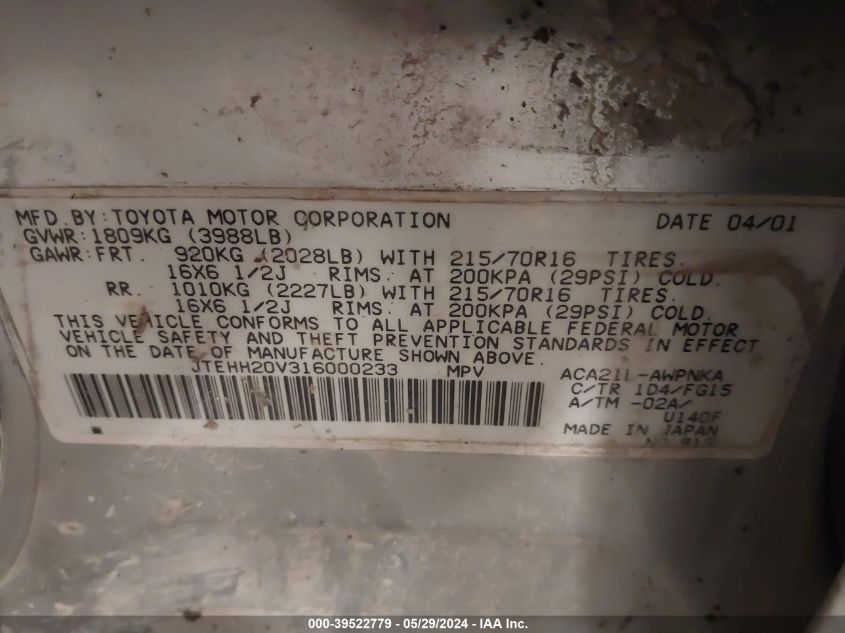 MFD. BY: TOYOTA MOTOR CORPORATION DATE 04/01
GVWR: 1809KG (3988LB)
GAWR: FRT. 920KG (2028LB) WITH 215/70R16 TIRES.
16X6 1/2J RIMS. AT 200KPA (29PSI) COLD.
RR. 1010KG (2227LB) WITH 215/70R16 TIRES.
16X6 1/2J RIMS. AT 200KPA (29PSI) COLD.
THIS VEHICLE CONFORMS TO ALL APPLICABLE FEDERAL MOTOR
VEHICLE SAFETY AND THEFT PREVENTION STANDARDS IN EFFECT
ON THE DATE OF MANUFACTURE SHOWN ABOVE.
JTEHH20V316000233 MPV ACA21L-AWPNKA
C/TR 1D4/FG15
A/TM -02A/
U140F
MADE IN JAPAN
000-39522779 - 05/29/2024 - IAA Inc.